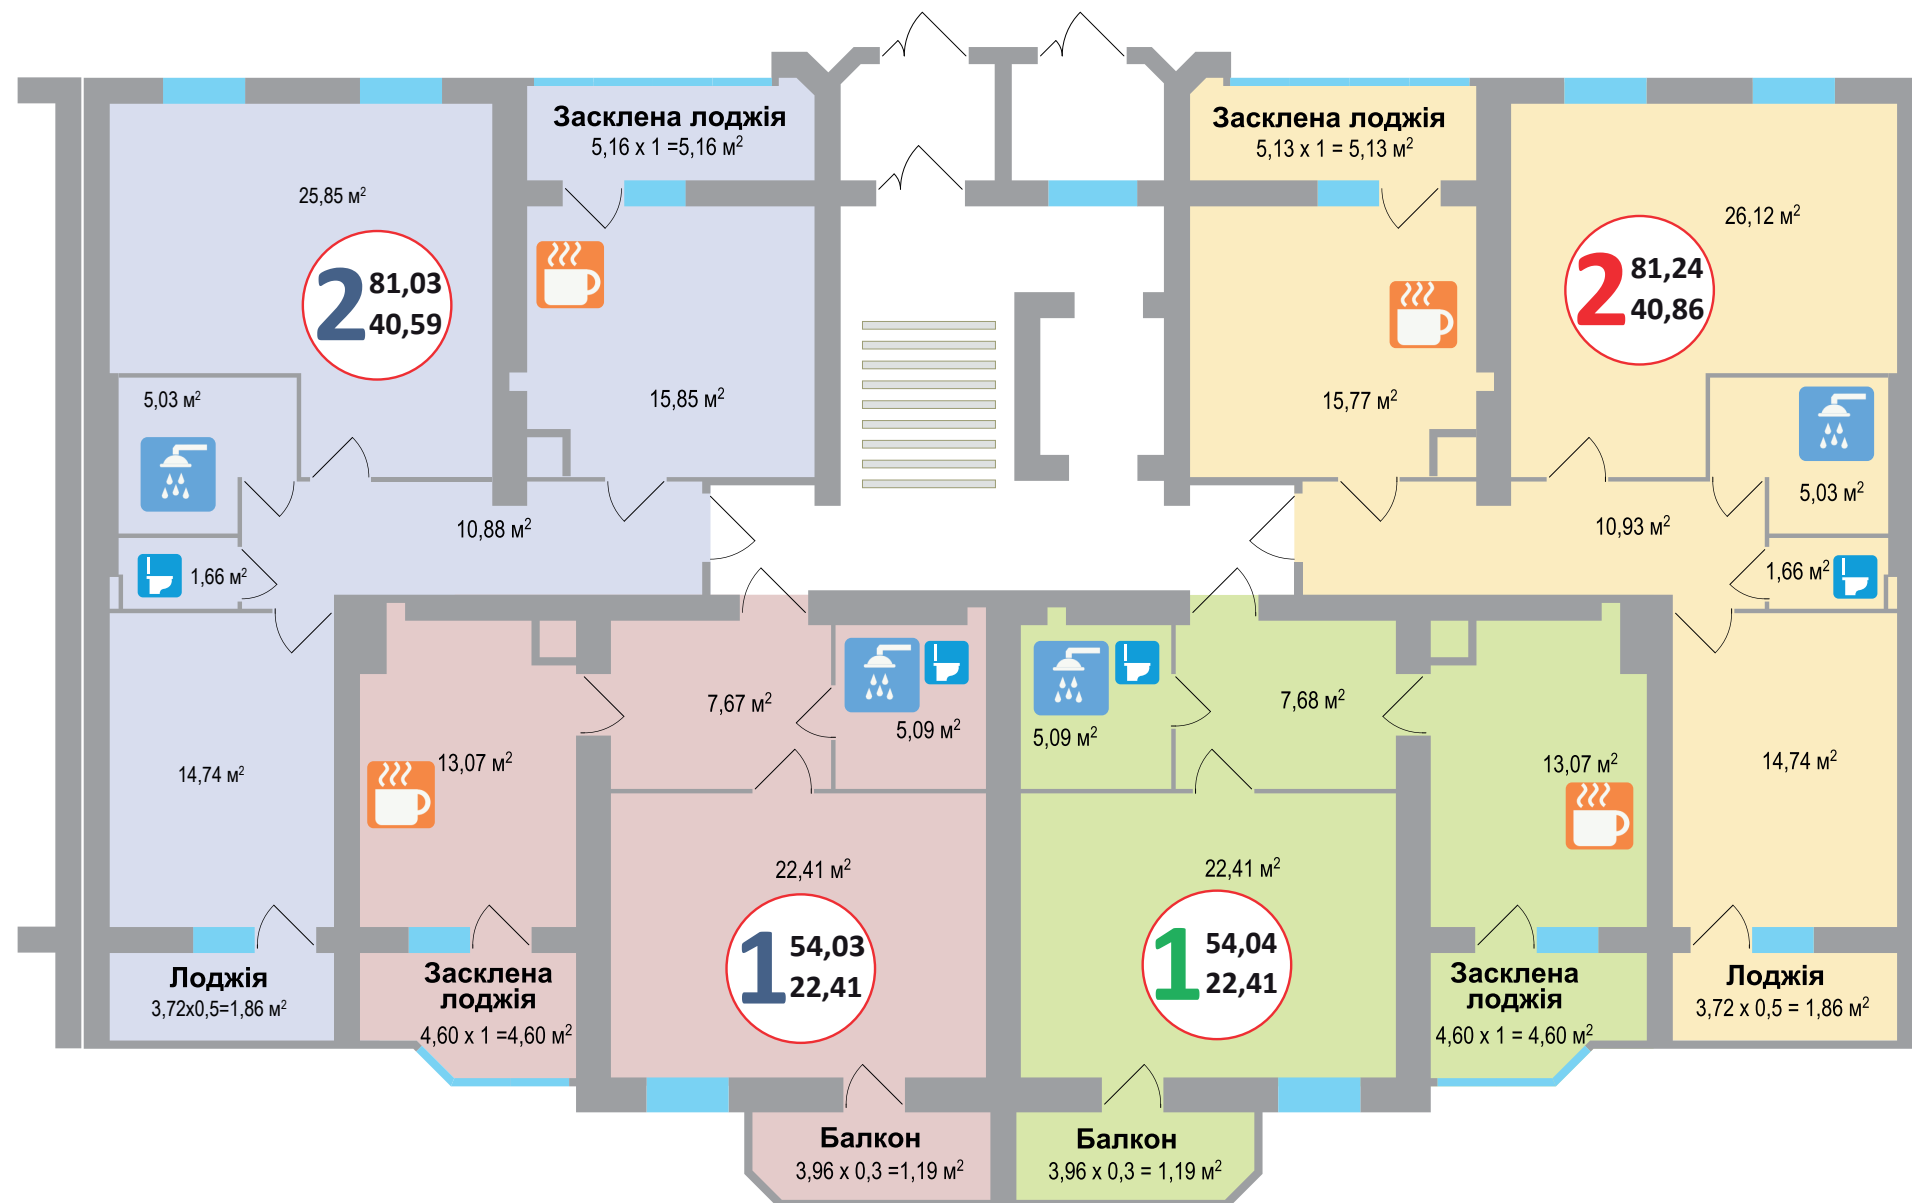 Засклена лоджія
5,16 x 1 =5,16 м²
Засклена лоджія
5,13 x 1 = 5,13 м²
25,85 м²
26,12 м²
2 81,03
40,59
2 81,24
40,86
5,03 м²
15,85 м²
15,77 м²
5,03 м²
10,88 м²
10,93 м²
1,66 м²
1,66 м²
7,67 м²
5,09 м²
5,09 м²
7,68 м²
14,74 м²
13,07 м²
13,07 м²
14,74 м²
22,41 м²
22,41 м²
1 54,03
22,41
1 54,04
22,41
Лоджія
3,72x0,5=1,86 м²
Засклена
лоджія
4,60 x 1 =4,60 м²
Засклена
лоджія
4,60 x 1 = 4,60 м²
Лоджія
3,72 x 0,5 = 1,86 м²
Балкон
3,96 x 0,3 =1,19 м²
Балкон
3,96 x 0,3 = 1,19 м²